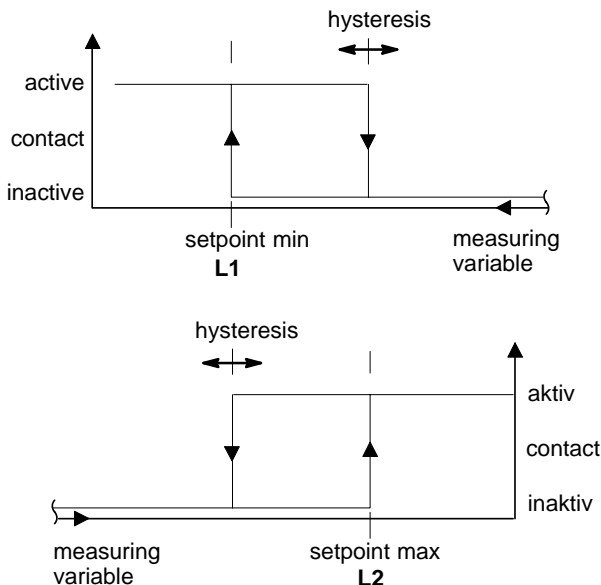 hysteresis
active
contact
inactive
setpoint min
L1
measuring
variable
hysteresis
aktiv
contact
inaktiv
measuring
variable
setpoint max
L2